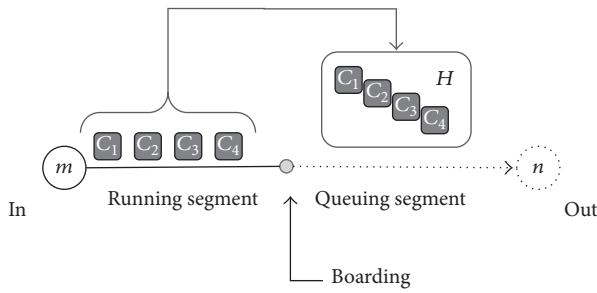 C1
C2
C3
C4
H
C1 C2 C3 C4
m
n
Running segment
Queuing segment
In
Out
Boarding